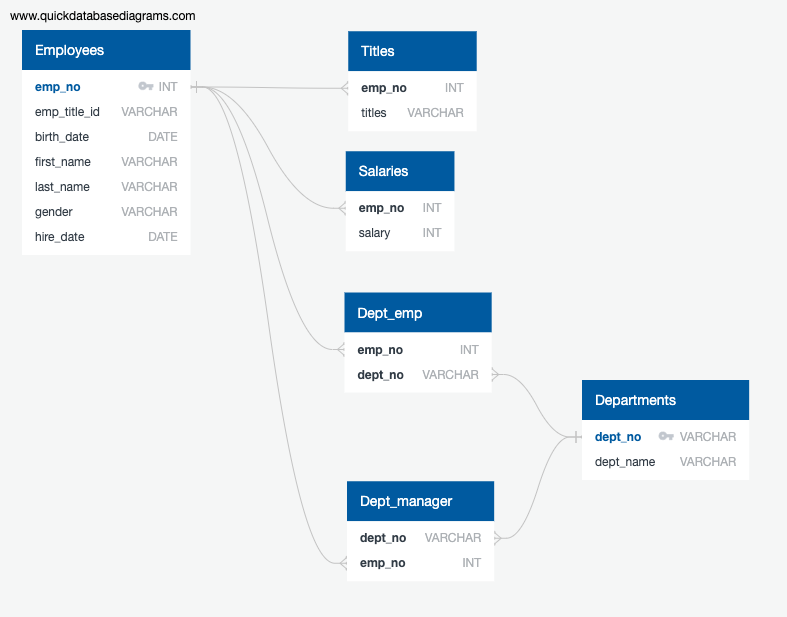 www.quickdatabasediagrams.com
Employees
emp_no INT
emp_title_id VARCHAR
birth_date DATE
first_name VARCHAR
last_name VARCHAR
gender VARCHAR
hire_date DATE
Titles
emp_no INT
titles VARCHAR
Salaries
emp_no INT
salary INT
Dept_emp
emp_no INT
dept_no VARCHAR
Departments
dept_no VARCHAR
dept_name VARCHAR
Dept_manager
dept_no VARCHAR
emp_no INT